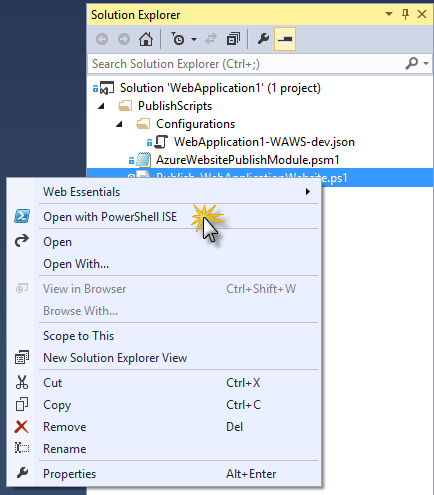 Solution Explorer
Search Solution Explorer (Ctrl+;)
Solution 'WebApplication1' (1 project)
PublishScripts
Configurations
WebApplication1-WAWS-dev.json
AzureWebsitePublishModule.psm1
Publish-WebApplicationWebsite.ps1
Web Essentials
Open with PowerShell ISE
Open
Open With...
View in Browser Ctrl+Shift+W
Browse With...
Scope to This
New Solution Explorer View
Cut Ctrl+X
Copy Ctrl+C
Remove Del
Rename
Properties Alt+Enter